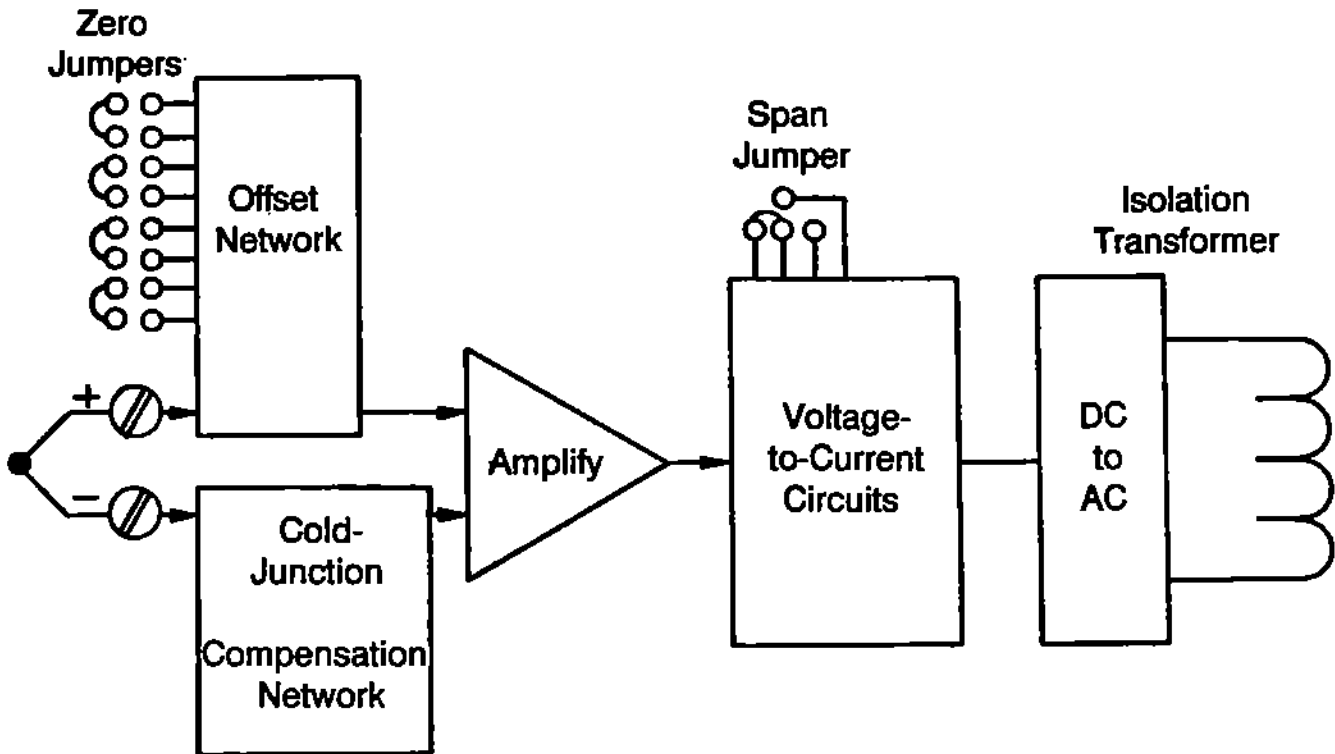 Zero
Jumpers
Offset
Network
+
−
Cold-
Junction
Compensation
Network
Amplify
Span
Jumper
Voltage-
to-Current
Circuits
Isolation
Transformer
DC
to
AC